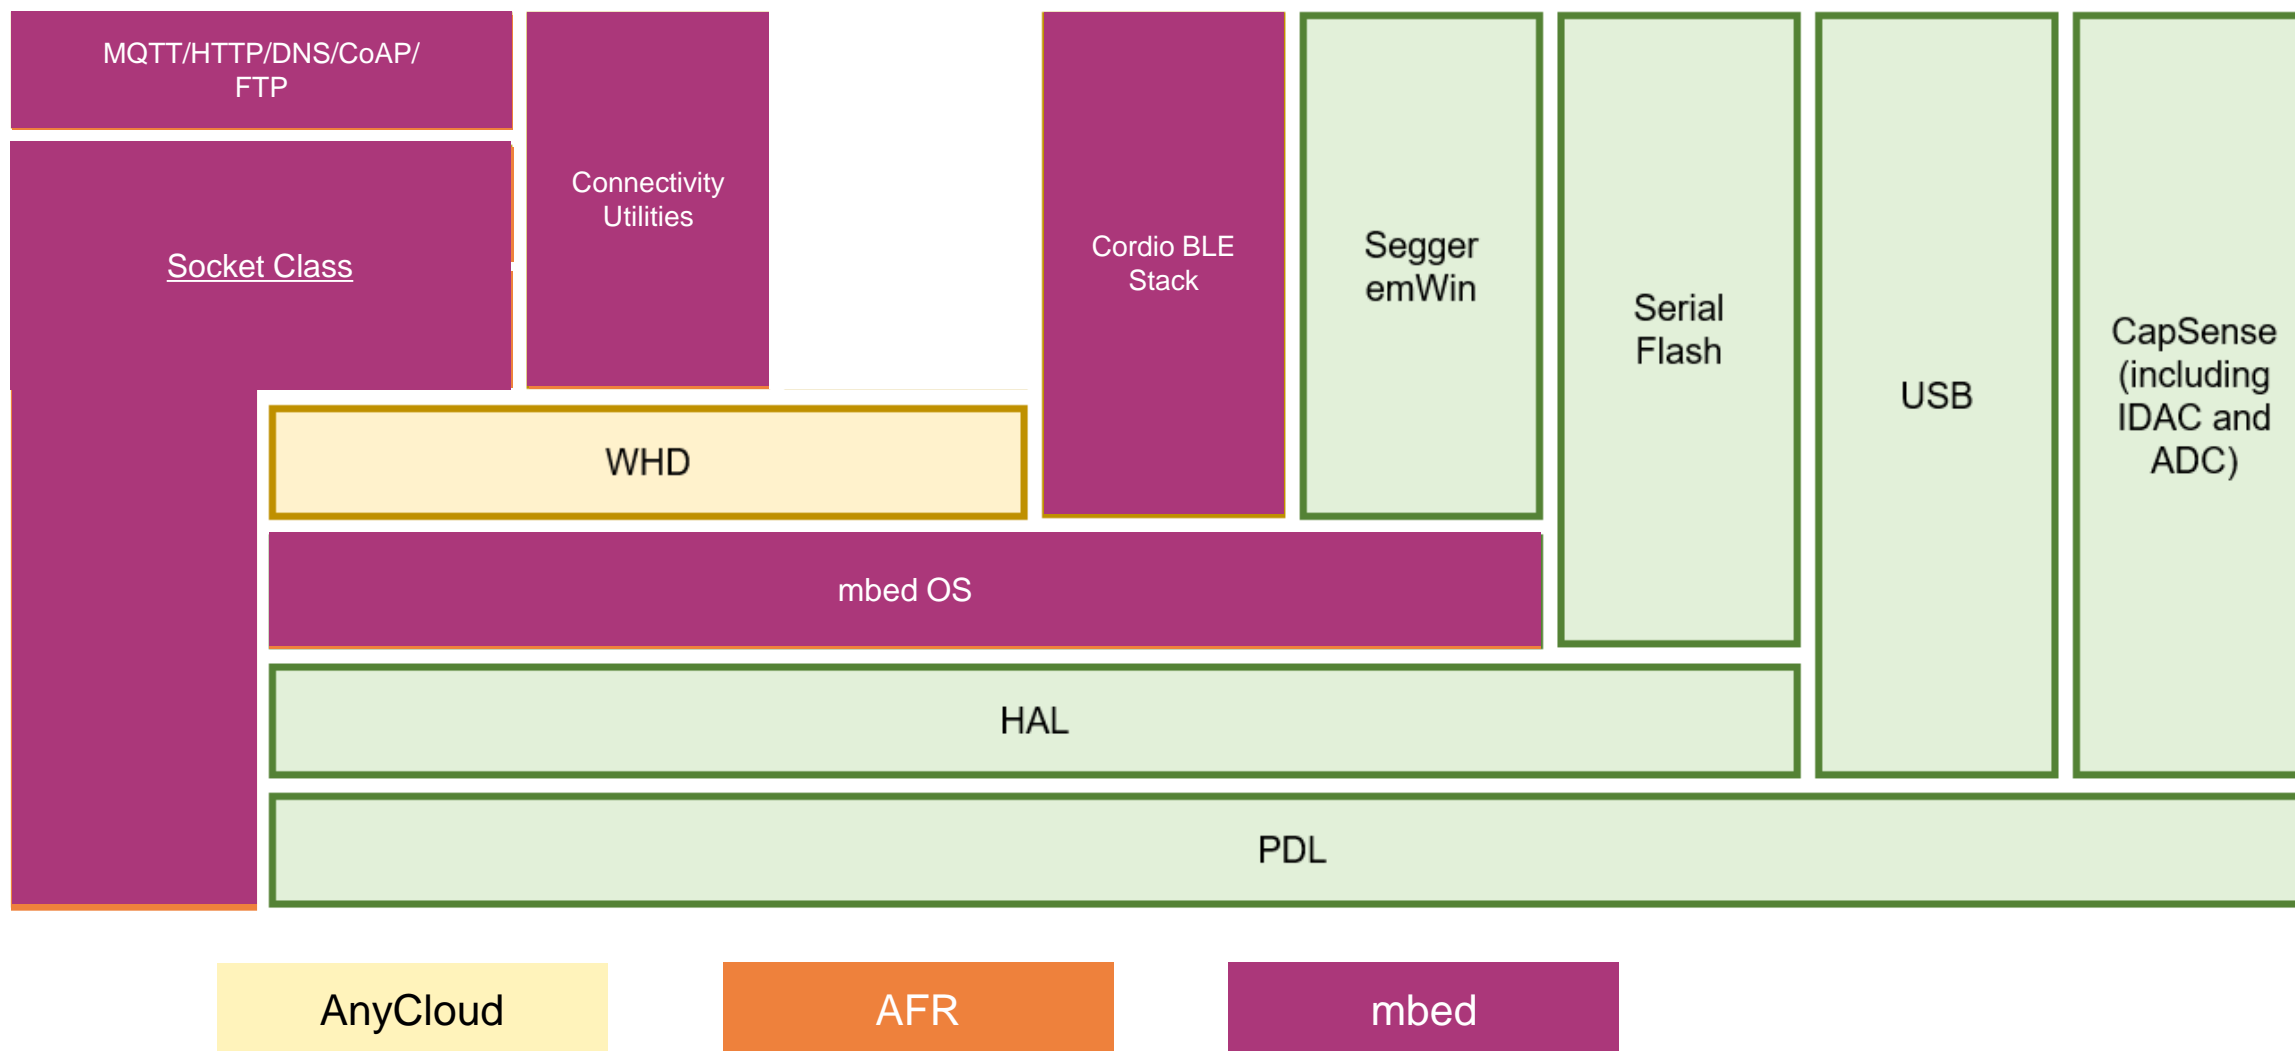 MQTT/HTTP/DNS/CoAP/
FTP
Connectivity
Utilities
Socket Class
Cordio BLE
Stack
Segger
emWin
Serial
Flash
USB
CapSense
(including
IDAC and
ADC)
WHD
mbed OS
HAL
PDL
AnyCloud
AFR
mbed